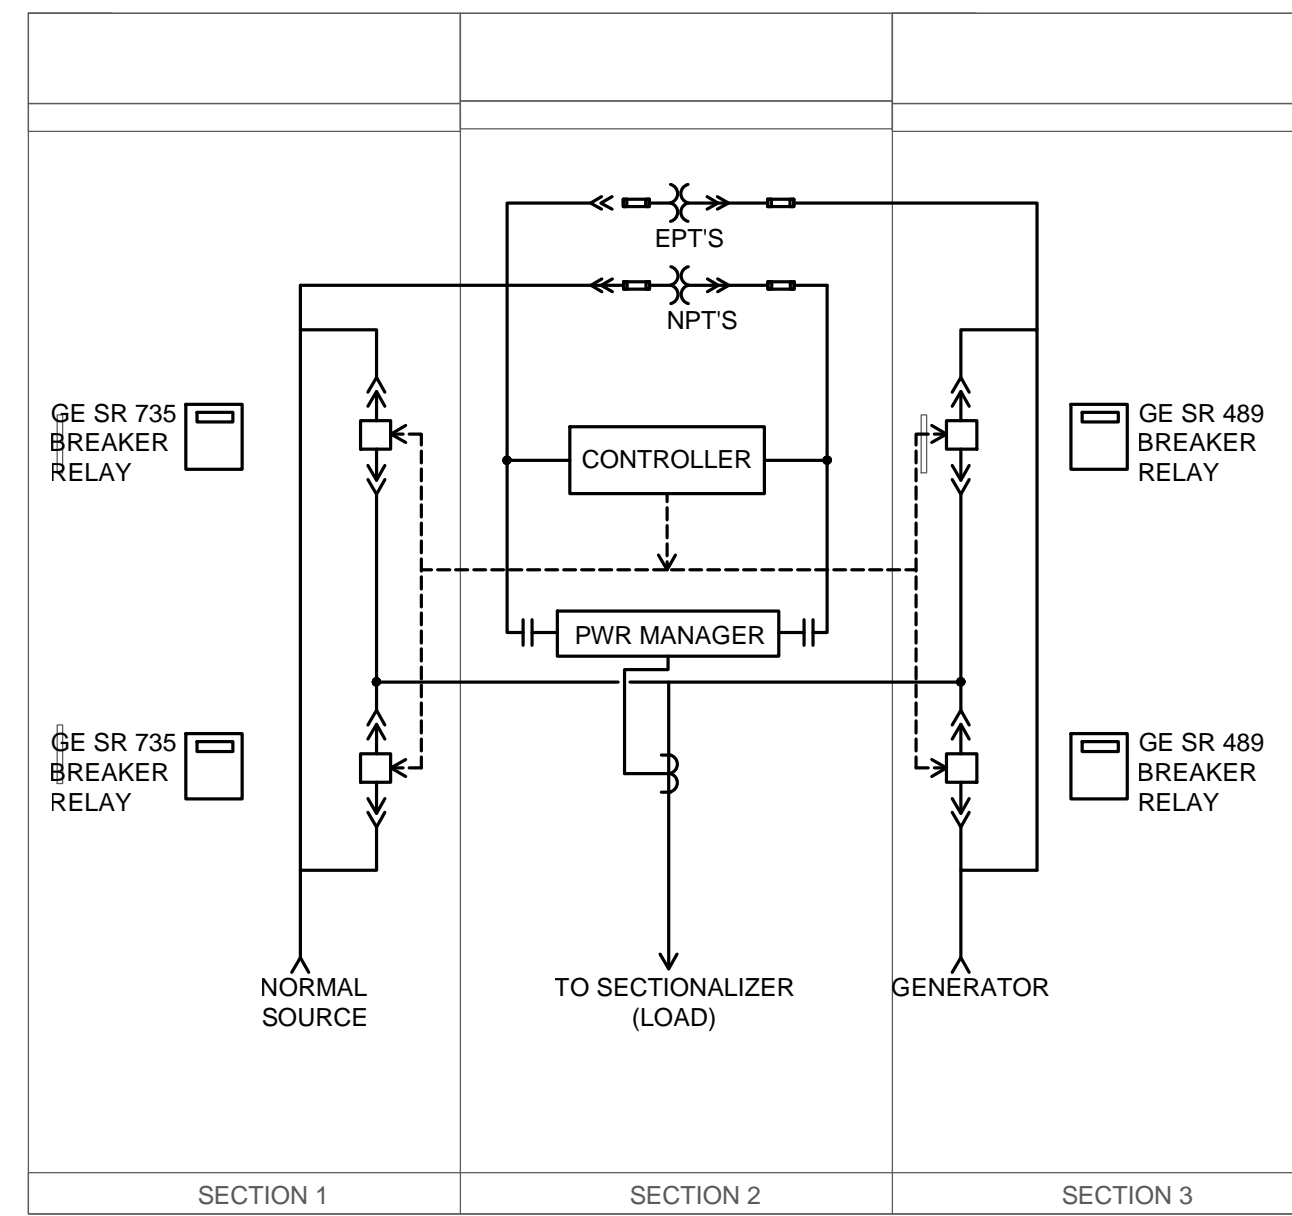 EPT'S
NPT'S
GE SR 735
BREAKER
RELAY
CONTROLLER
GE SR 489
BREAKER
RELAY
PWR MANAGER
GE SR 735
BREAKER
RELAY
GE SR 489
BREAKER
RELAY
NORMAL
SOURCE
TO SECTIONALIZER
(LOAD)
GENERATOR
SECTION 1
SECTION 2
SECTION 3